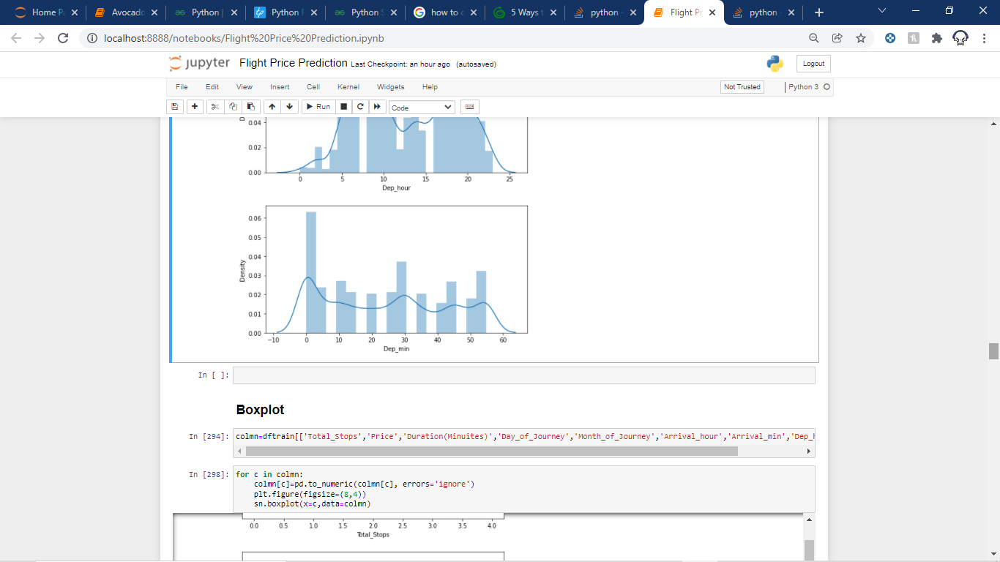 Home Pa Avocado Python | Python F Python S how to c 5 Ways t python - Flight Pr python -
localhost:8888/notebooks/Flight%20Price%20Prediction.ipynb
jupyter Flight Price Prediction Last Checkpoint: an hour ago (autosaved) Logout
File Edit View Insert Cell Kernel Widgets Help Not Trusted Python 3
Run Code
0.04
0.02
0.00
0 5 10 15 20 25
Dep_hour
0.06
0.05
0.04
0.03
0.02
0.01
0.00
Density
−10 0 10 20 30 40 50 60
Dep_min
In [ ]:
Boxplot
In [294]: colmn=dftrain[['Total_Stops','Price','Duration(Minuites)','Day_of_Journey','Month_of_Journey','Arrival_hour','Arrival_min','Dep_h
In [298]: for c in colmn:
colmn[c]=pd.to_numeric(colmn[c], errors='ignore')
plt.figure(figsize=(8,4))
sn.boxplot(x=c,data=colmn)
0.0 0.5 1.0 1.5 2.0 2.5 3.0 3.5 4.0
Total_Stops